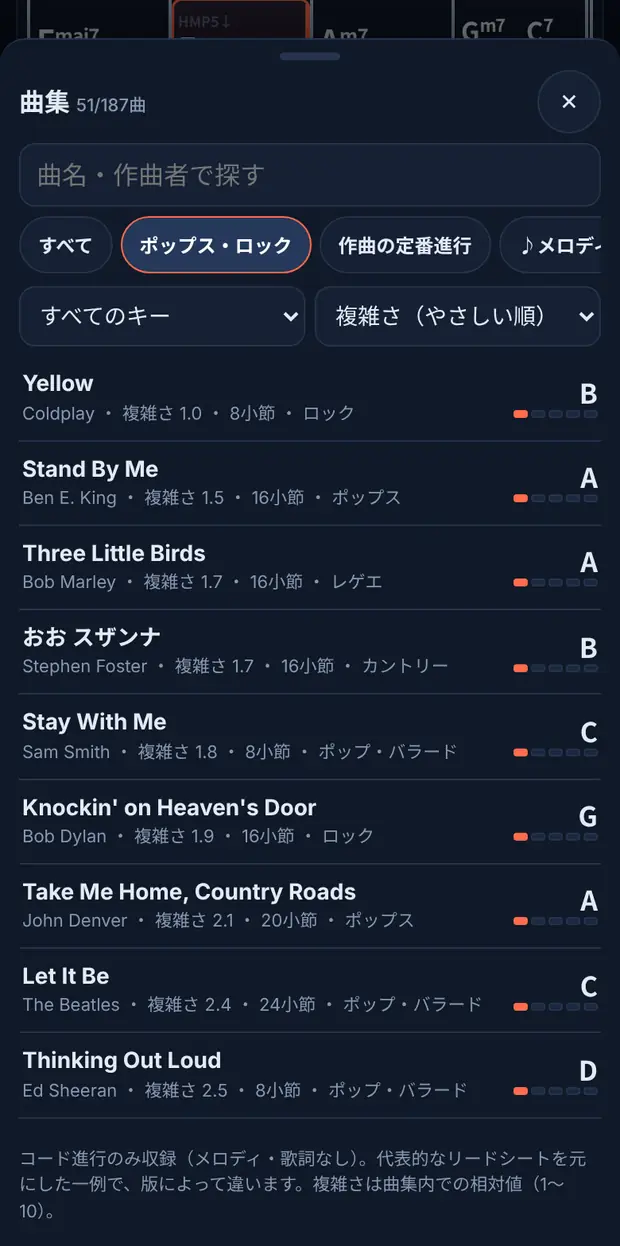 HMP5↓
Emaj7 Am7 Gm7 C7
曲集 51/187曲
×
曲名・作曲者で探す
すべて ポップス・ロック 作曲の定番進行 ♪メロデ
すべてのキー 複雑さ（やさしい順）
Yellow
B
Coldplay ・ 複雑さ 1.0 ・ 8小節 ・ ロック
Stand By Me
A
Ben E. King ・ 複雑さ 1.5 ・ 16小節 ・ ポップス
Three Little Birds
A
Bob Marley ・ 複雑さ 1.7 ・ 16小節 ・ レゲエ
おお スザンナ
B
Stephen Foster ・ 複雑さ 1.7 ・ 16小節 ・ カントリー
Stay With Me
C
Sam Smith ・ 複雑さ 1.8 ・ 8小節 ・ ポップ・バラード
Knockin' on Heaven's Door
G
Bob Dylan ・ 複雑さ 1.9 ・ 16小節 ・ ロック
Take Me Home, Country Roads
A
John Denver ・ 複雑さ 2.1 ・ 20小節 ・ ポップス
Let It Be
C
The Beatles ・ 複雑さ 2.4 ・ 24小節 ・ ポップ・バラード
Thinking Out Loud
D
Ed Sheeran ・ 複雑さ 2.5 ・ 8小節 ・ ポップ・バラード
コード進行のみ収録（メロディ・歌詞なし）。代表的なリードシートを元
にした一例で、版によって違います。複雑さは曲集内での相対値（1〜
10）。